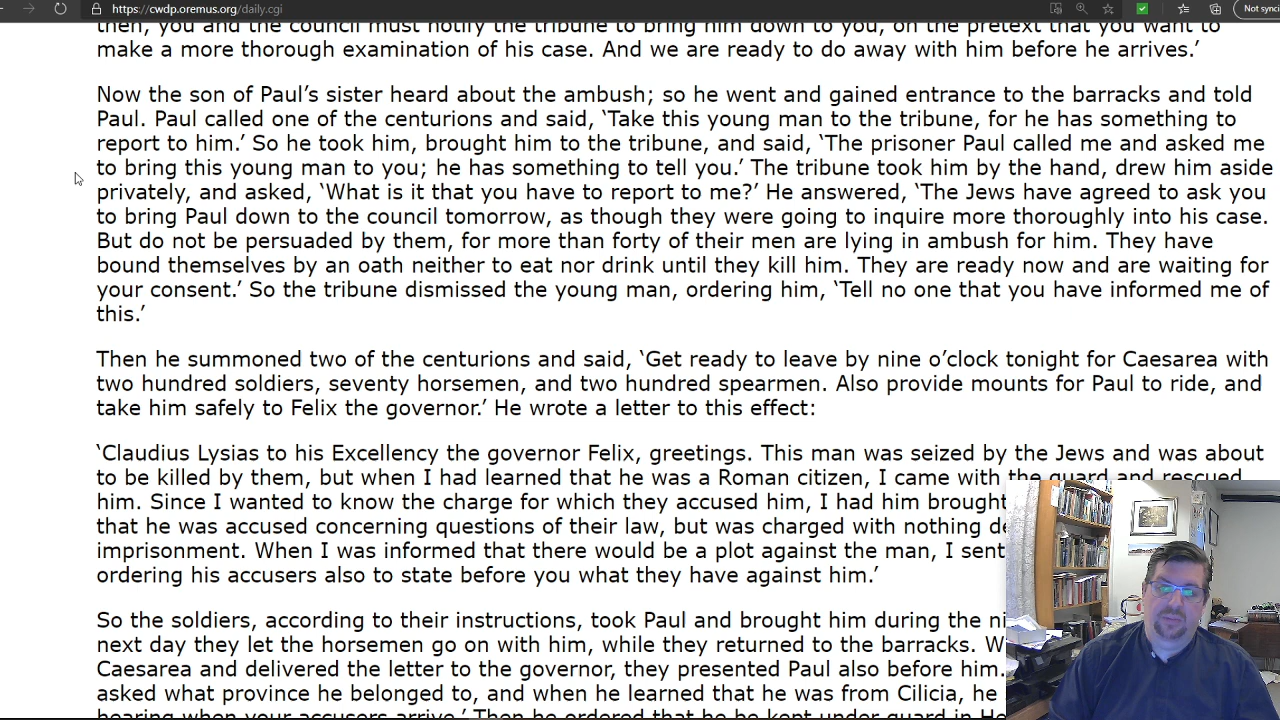 https://cwdp.oremus.org/daily.cgi
Not synci
then, you and the council must notify the tribune to bring him down to you, on the pretext that you want to
make a more thorough examination of his case. And we are ready to do away with him before he arrives.’
Now the son of Paul’s sister heard about the ambush; so he went and gained entrance to the barracks and told
Paul. Paul called one of the centurions and said, ‘Take this young man to the tribune, for he has something to
report to him.’ So he took him, brought him to the tribune, and said, ‘The prisoner Paul called me and asked me
to bring this young man to you; he has something to tell you.’ The tribune took him by the hand, drew him aside
privately, and asked, ‘What is it that you have to report to me?’ He answered, ‘The Jews have agreed to ask you
to bring Paul down to the council tomorrow, as though they were going to inquire more thoroughly into his case.
But do not be persuaded by them, for more than forty of their men are lying in ambush for him. They have
bound themselves by an oath neither to eat nor drink until they kill him. They are ready now and are waiting for
your consent.’ So the tribune dismissed the young man, ordering him, ‘Tell no one that you have informed me of
this.’
Then he summoned two of the centurions and said, ‘Get ready to leave by nine o’clock tonight for Caesarea with
two hundred soldiers, seventy horsemen, and two hundred spearmen. Also provide mounts for Paul to ride, and
take him safely to Felix the governor.’ He wrote a letter to this effect:
‘Claudius Lysias to his Excellency the governor Felix, greetings. This man was seized by the Jews and was about
to be killed by them, but when I had learned that he was a Roman citizen, I came with the guard and rescued
him. Since I wanted to know the charge for which they accused him, I had him brought
that he was accused concerning questions of their law, but was charged with nothing de
imprisonment. When I was informed that there would be a plot against the man, I sent
ordering his accusers also to state before you what they have against him.’
So the soldiers, according to their instructions, took Paul and brought him during the ni
next day they let the horsemen go on with him, while they returned to the barracks. W
Caesarea and delivered the letter to the governor, they presented Paul also before him.
asked what province he belonged to, and when he learned that he was from Cilicia, he
hearing when your accusers arrive.’ Then he ordered that he be kept under guard in He